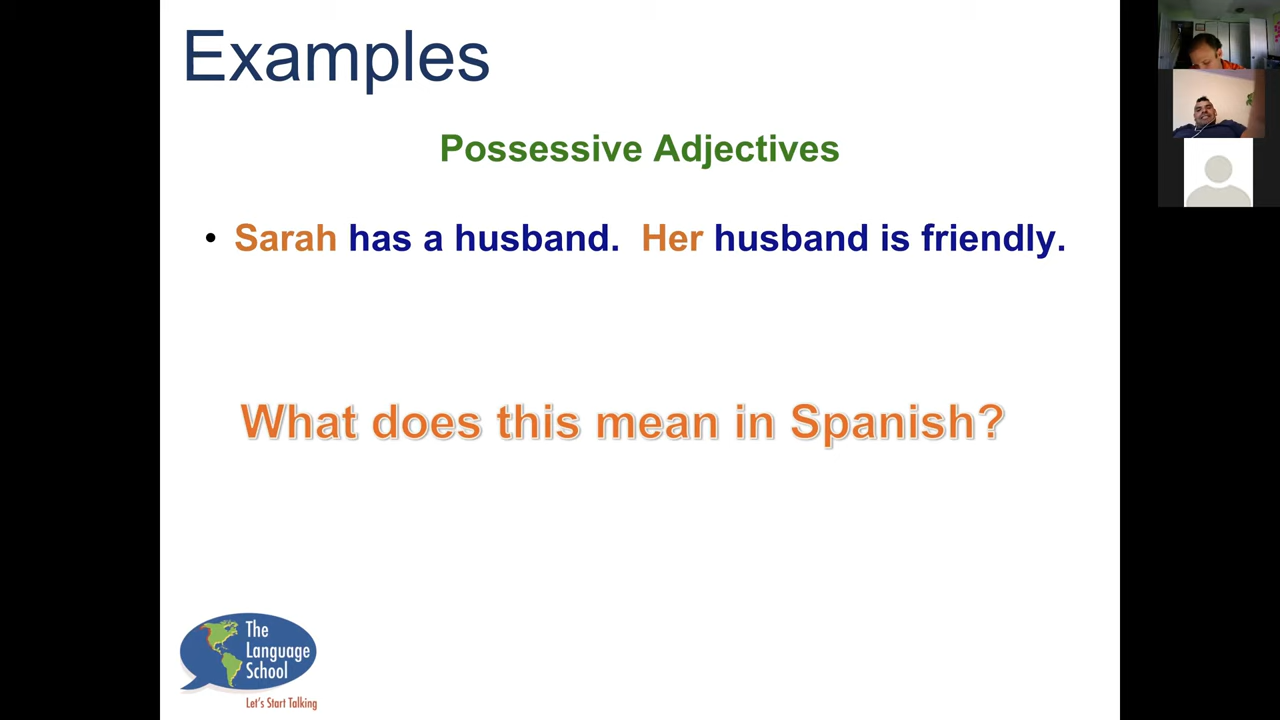 Examples
Possessive Adjectives
• Sarah has a husband.  Her husband is friendly.
What does this mean in Spanish?
The
Language
School
Let's Start Talking